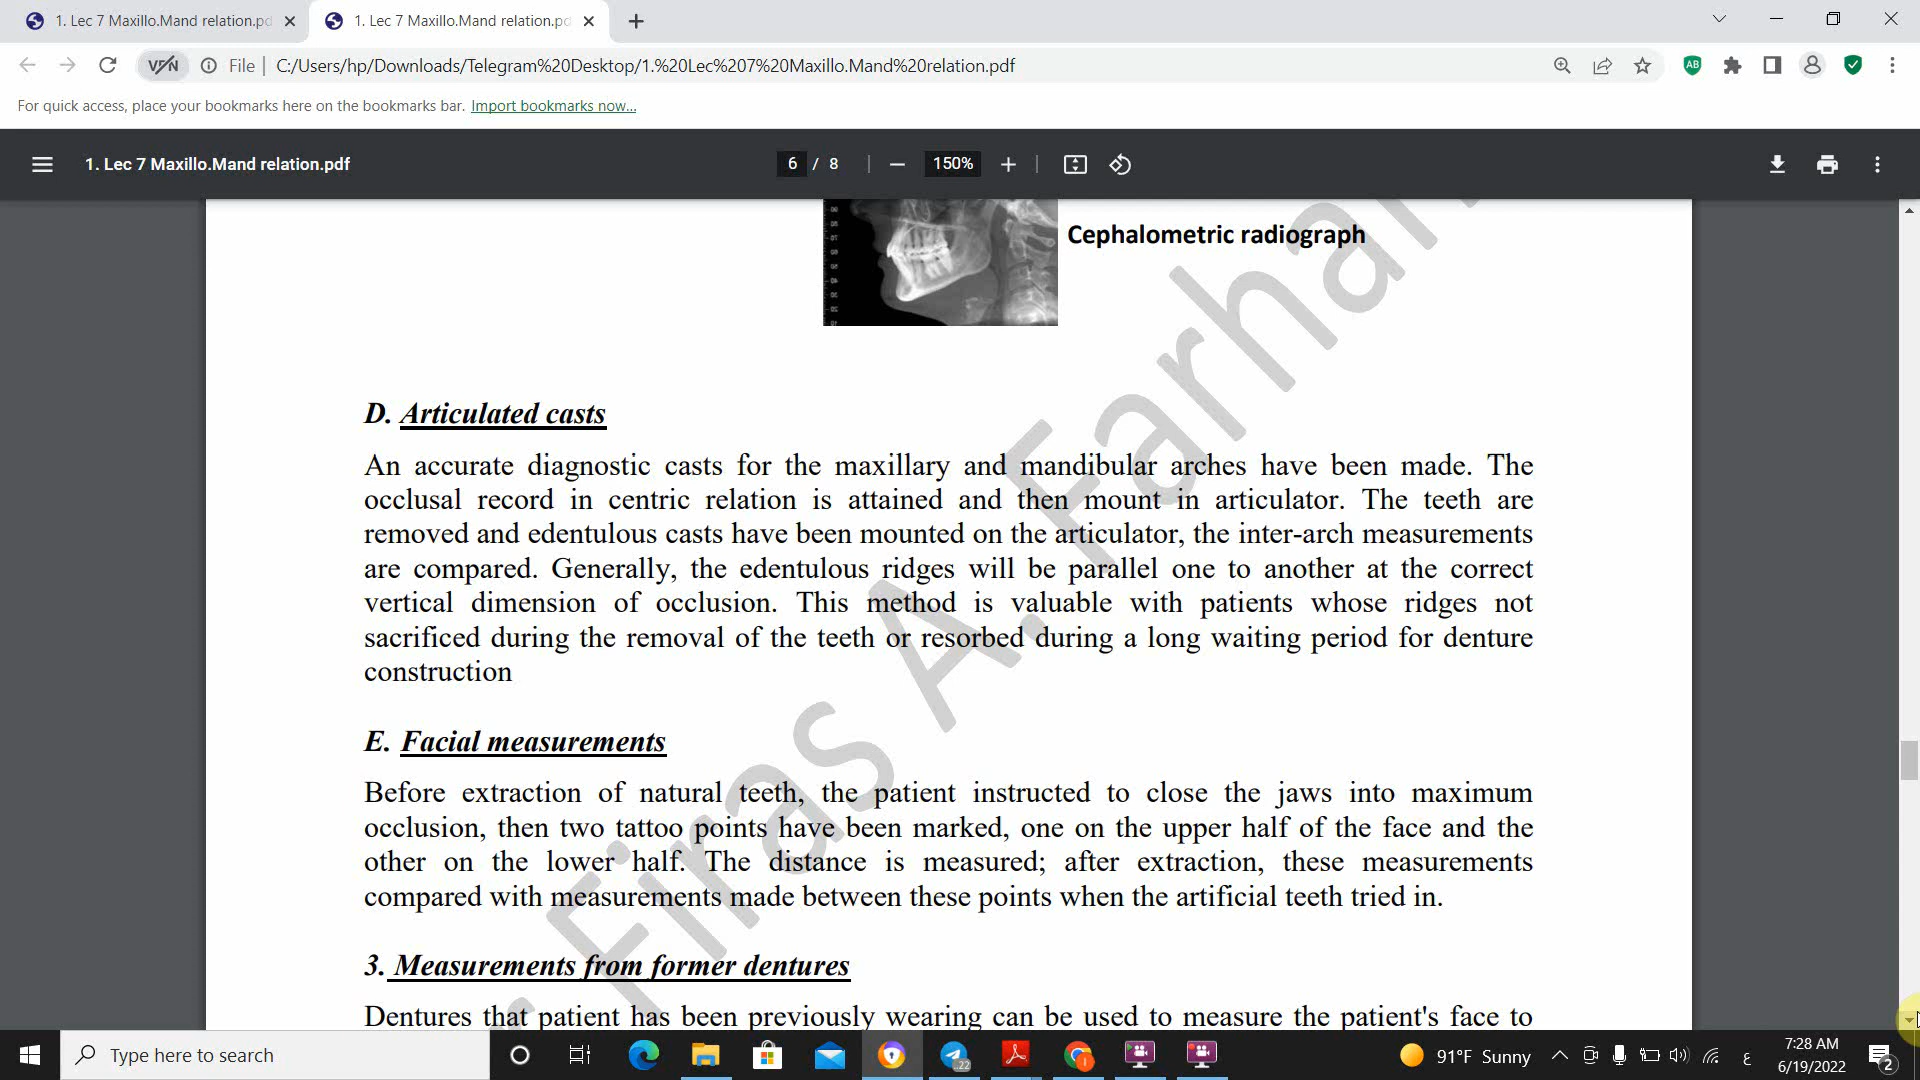 1. Lec 7 Maxillo.Mand relation.pd
1. Lec 7 Maxillo.Mand relation.pd
VPN
File
C:/Users/hp/Downloads/Telegram%20Desktop/1.%20Lec%207%20Maxillo.Mand%20relation.pdf
AB
For quick access, place your bookmarks here on the bookmarks bar. Import bookmarks now...
1. Lec 7 Maxillo.Mand relation.pdf
6 / 8
150%
Cephalometric radiograph
D. Articulated casts
An accurate diagnostic casts for the maxillary and mandibular arches have been made. The
occlusal record in centric relation is attained and then mount in articulator. The teeth are
removed and edentulous casts have been mounted on the articulator, the inter-arch measurements
are compared. Generally, the edentulous ridges will be parallel one to another at the correct
vertical dimension of occlusion. This method is valuable with patients whose ridges not
sacrificed during the removal of the teeth or resorbed during a long waiting period for denture
construction
E. Facial measurements
Before extraction of natural teeth, the patient instructed to close the jaws into maximum
occlusion, then two tattoo points have been marked, one on the upper half of the face and the
other on the lower half. The distance is measured; after extraction, these measurements
compared with measurements made between these points when the artificial teeth tried in.
3. Measurements from former dentures
Dentures that patient has been previously wearing can be used to measure the patient's face to
Firas A. Farhan
Type here to search
22
91°F Sunny
ع
7:28 AM
6/19/2022
2